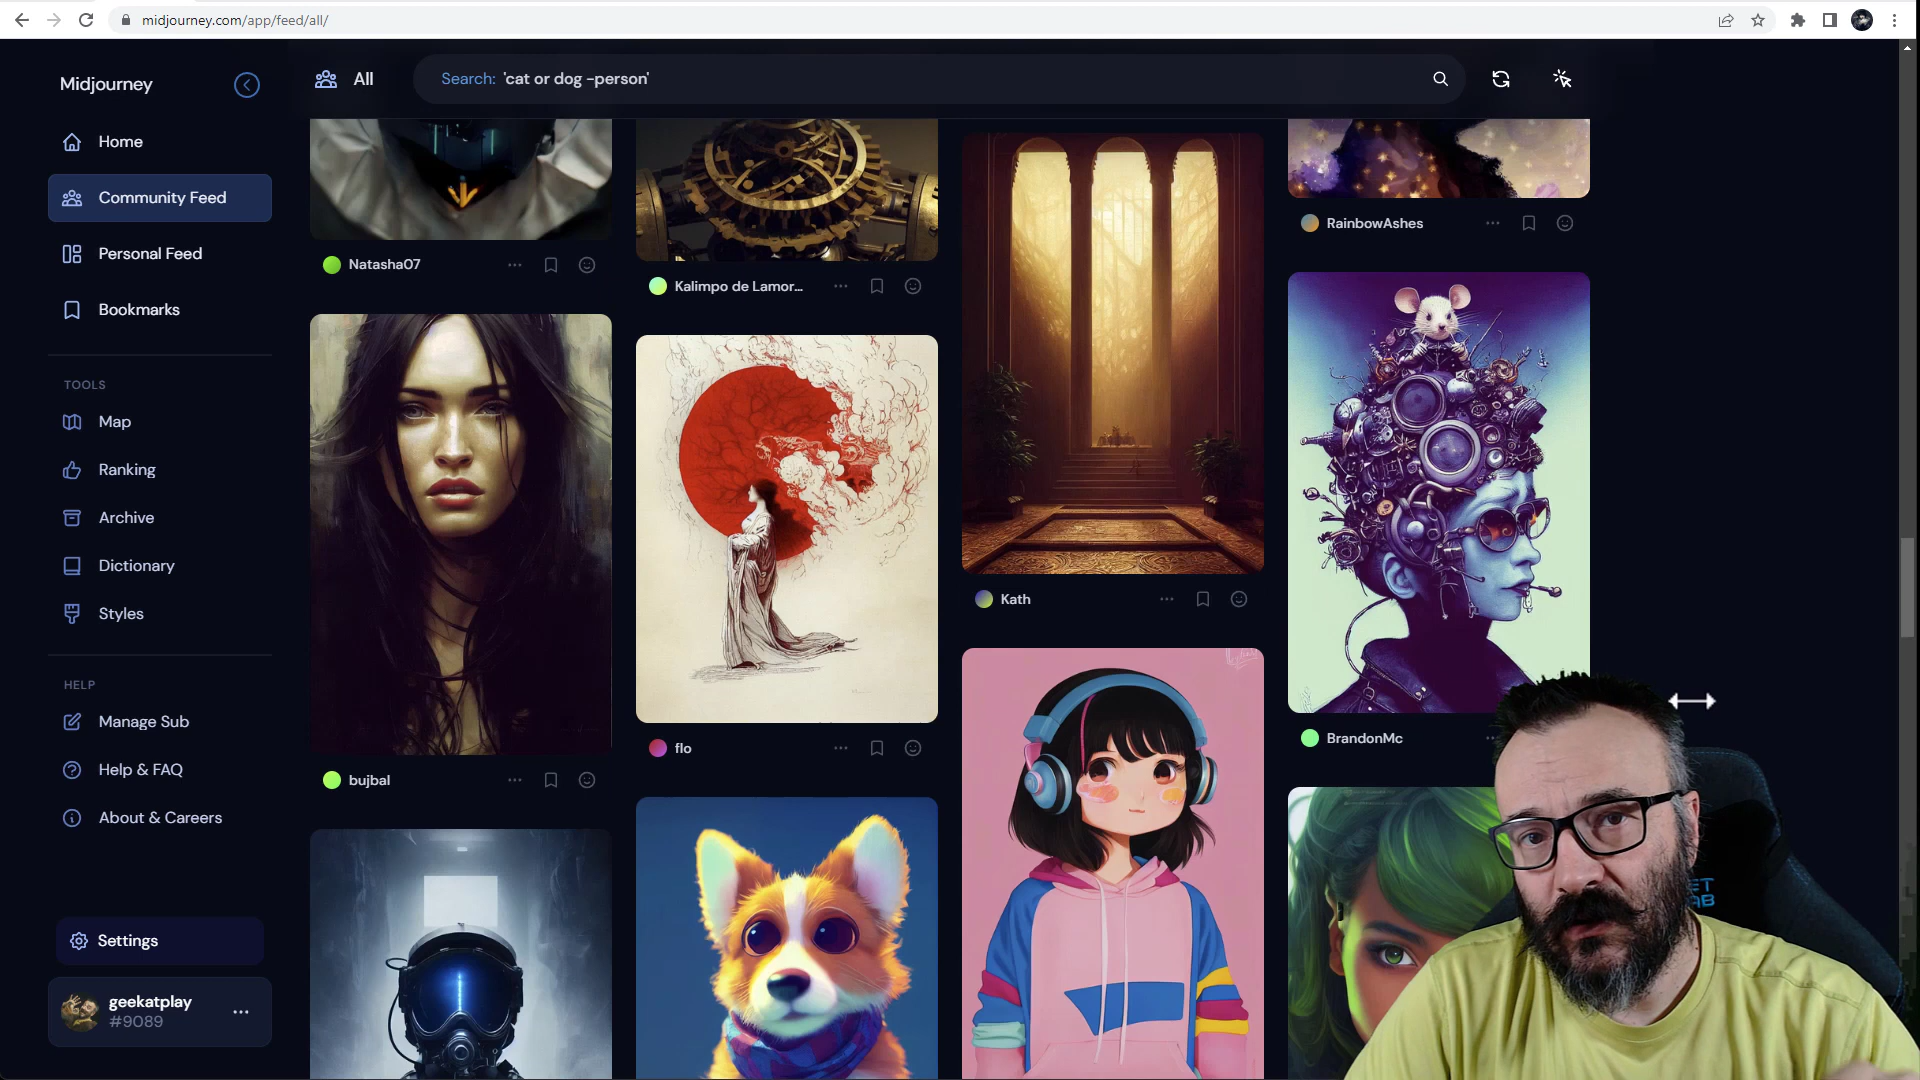 midjourney.com/app/feed/all/
Midjourney
All
Search: 'cat or dog -person'
Home
Community Feed
Personal Feed
Bookmarks
TOOLS
Map
Ranking
Archive
Dictionary
Styles
HELP
Manage Sub
Help & FAQ
About & Careers
Settings
geekatplay
#9089
Natasha07
bujbal
Kalimpo de Lamor...
flo
Kath
RainbowAshes
BrandonMc